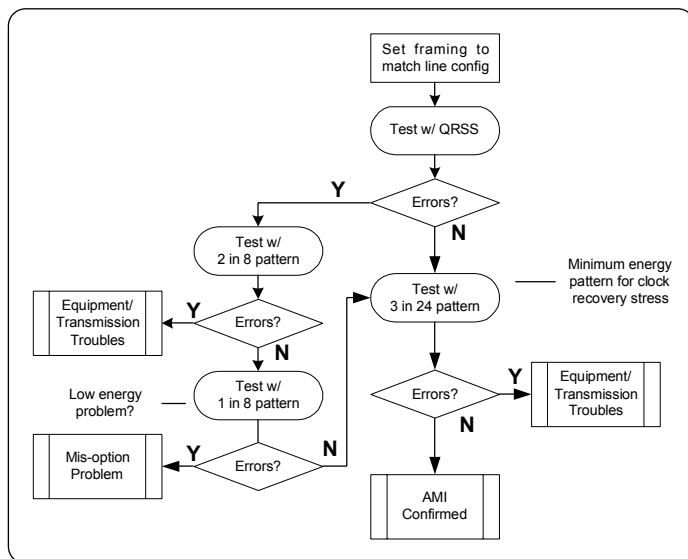 Set framing to
match line config
Test w/ QRSS
Y
Errors?
N
Test w/
2 in 8 pattern
Test w/
3 in 24 pattern
Minimum energy
pattern for clock
recovery stress
Equipment/
Transmission
Troubles
Y
Errors?
N
Low energy
problem?
Test w/
1 in 8 pattern
Errors?
Y
N
Equipment/
Transmission
Troubles
Mis-option
Problem
Y
Errors?
N
AMI
Confirmed